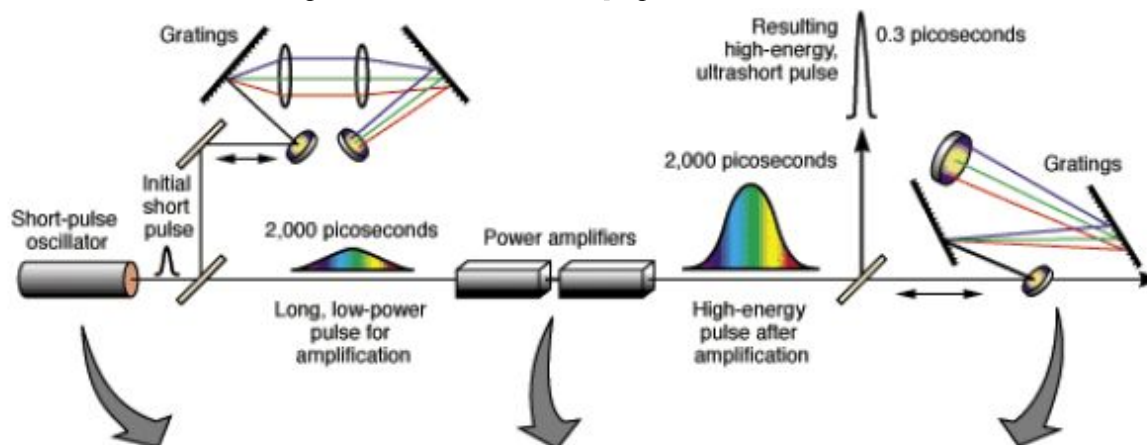 Gratings
Initial
short
pulse
Short-pulse
oscillator
2,000 picoseconds
Long, low-power
pulse for
amplification
Power amplifiers
2,000 picoseconds
High-energy
pulse after
amplification
Resulting
high-energy,
ultrashort pulse
0.3 picoseconds
Gratings